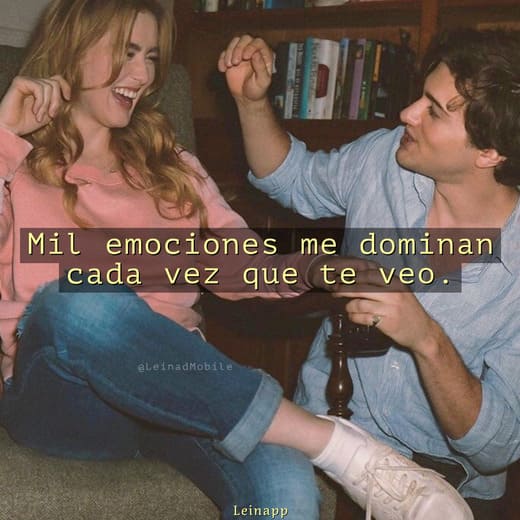 Mil emociones me dominan
cada vez que te veo.
@LeinadMobile
Leinapp